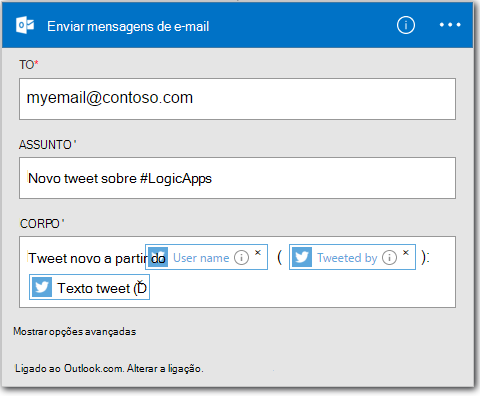 Enviar mensagens de e-mail
TO*
myemail@contoso.com
ASSUNTO *
Novo tweet sobre #LogicApps
CORPO *
Tweet novo a partir do User name ( Tweeted by ):
Texto tweet (D
Mostrar opções avançadas
Ligado ao Outlook.com. Alterar a ligação.